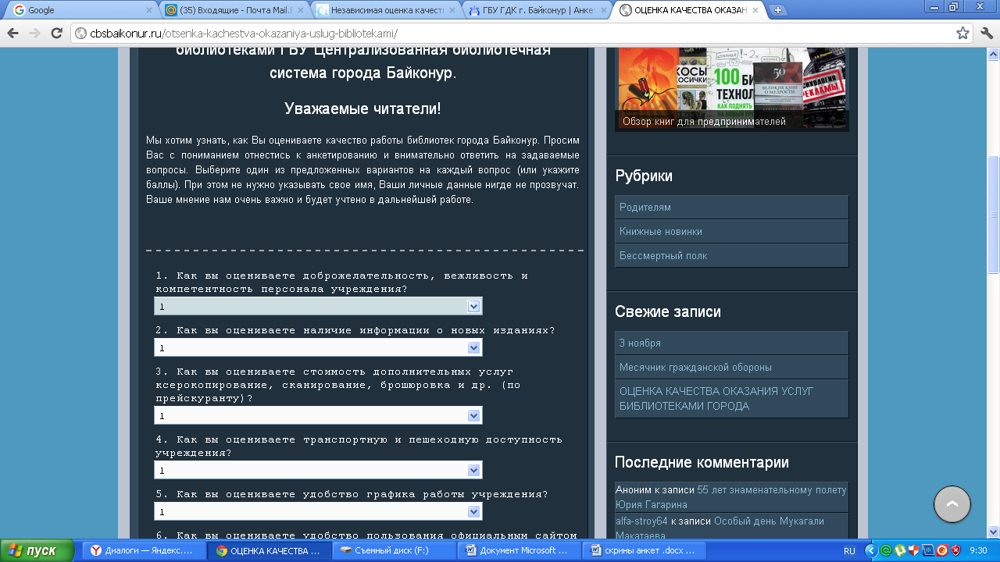 Google
(35) Входящие - Почта Mail.R
Независимая оценка качест
ГБУ ГДК г. Байконур | Анке
ОЦЕНКА КАЧЕСТВА ОКАЗАН
cbsbaikonur.ru/otsenka-kachestva-okazaniya-uslug-bibliotekami/
библиотеками ГБУ Централизованная библиотечная
система города Байконур.
Уважаемые читатели!
Мы хотим узнать, как Вы оцениваете качество работы библиотек города Байконур. Просим
Вас с пониманием отнестись к анкетированию и внимательно ответить на задаваемые
вопросы. Выберите один из предложенных вариантов на каждый вопрос (или укажите
баллы). При этом не нужно указывать свое имя, Ваши личные данные нигде не прозвучат.
Ваше мнение нам очень важно и будет учтено в дальнейшей работе.
1. Как вы оцениваете доброжелательность, вежливость и
компетентность персонала учреждения?
1
2. Как вы оцениваете наличие информации о новых изданиях?
1
3. Как вы оцениваете стоимость дополнительных услуг
ксерокопирование, сканирование, брошюровка и др. (по
прейскуранту)?
1
4. Как вы оцениваете транспортную и пешеходную доступность
учреждения?
1
5. Как вы оцениваете удобство графика работы учреждения?
1
6. Как вы оцениваете удобство пользования официальным сайтом
КОСЫ
КОСИЧКИ
100 БИ
ТЕХНОЛ
КАК ПОДНЯТЬ
50
ВЕЛИКИХ КНИГ
О МУДРОСТИ
ПСИХОЛОГИЯ
РЕКЛАМЫ
Обзор книг для предпринимателей
Рубрики
Родителям
Книжные новинки
Бессмертный полк
Свежие записи
3 ноября
Месячник гражданской обороны
ОЦЕНКА КАЧЕСТВА ОКАЗАНИЯ УСЛУГ
БИБЛИОТЕКАМИ ГОРОДА
Последние комментарии
Аноним к записи 55 лет знаменательному полету
Юрия Гагарина
alfa-stroy64 к записи Особый день Мукагали
Макатаева
пуск
Диалоги — Яндекс....
ОЦЕНКА КАЧЕСТВА ...
Съемный диск (F:)
Документ Microsoft ...
скрины анкет .docx ...
RU
9:30